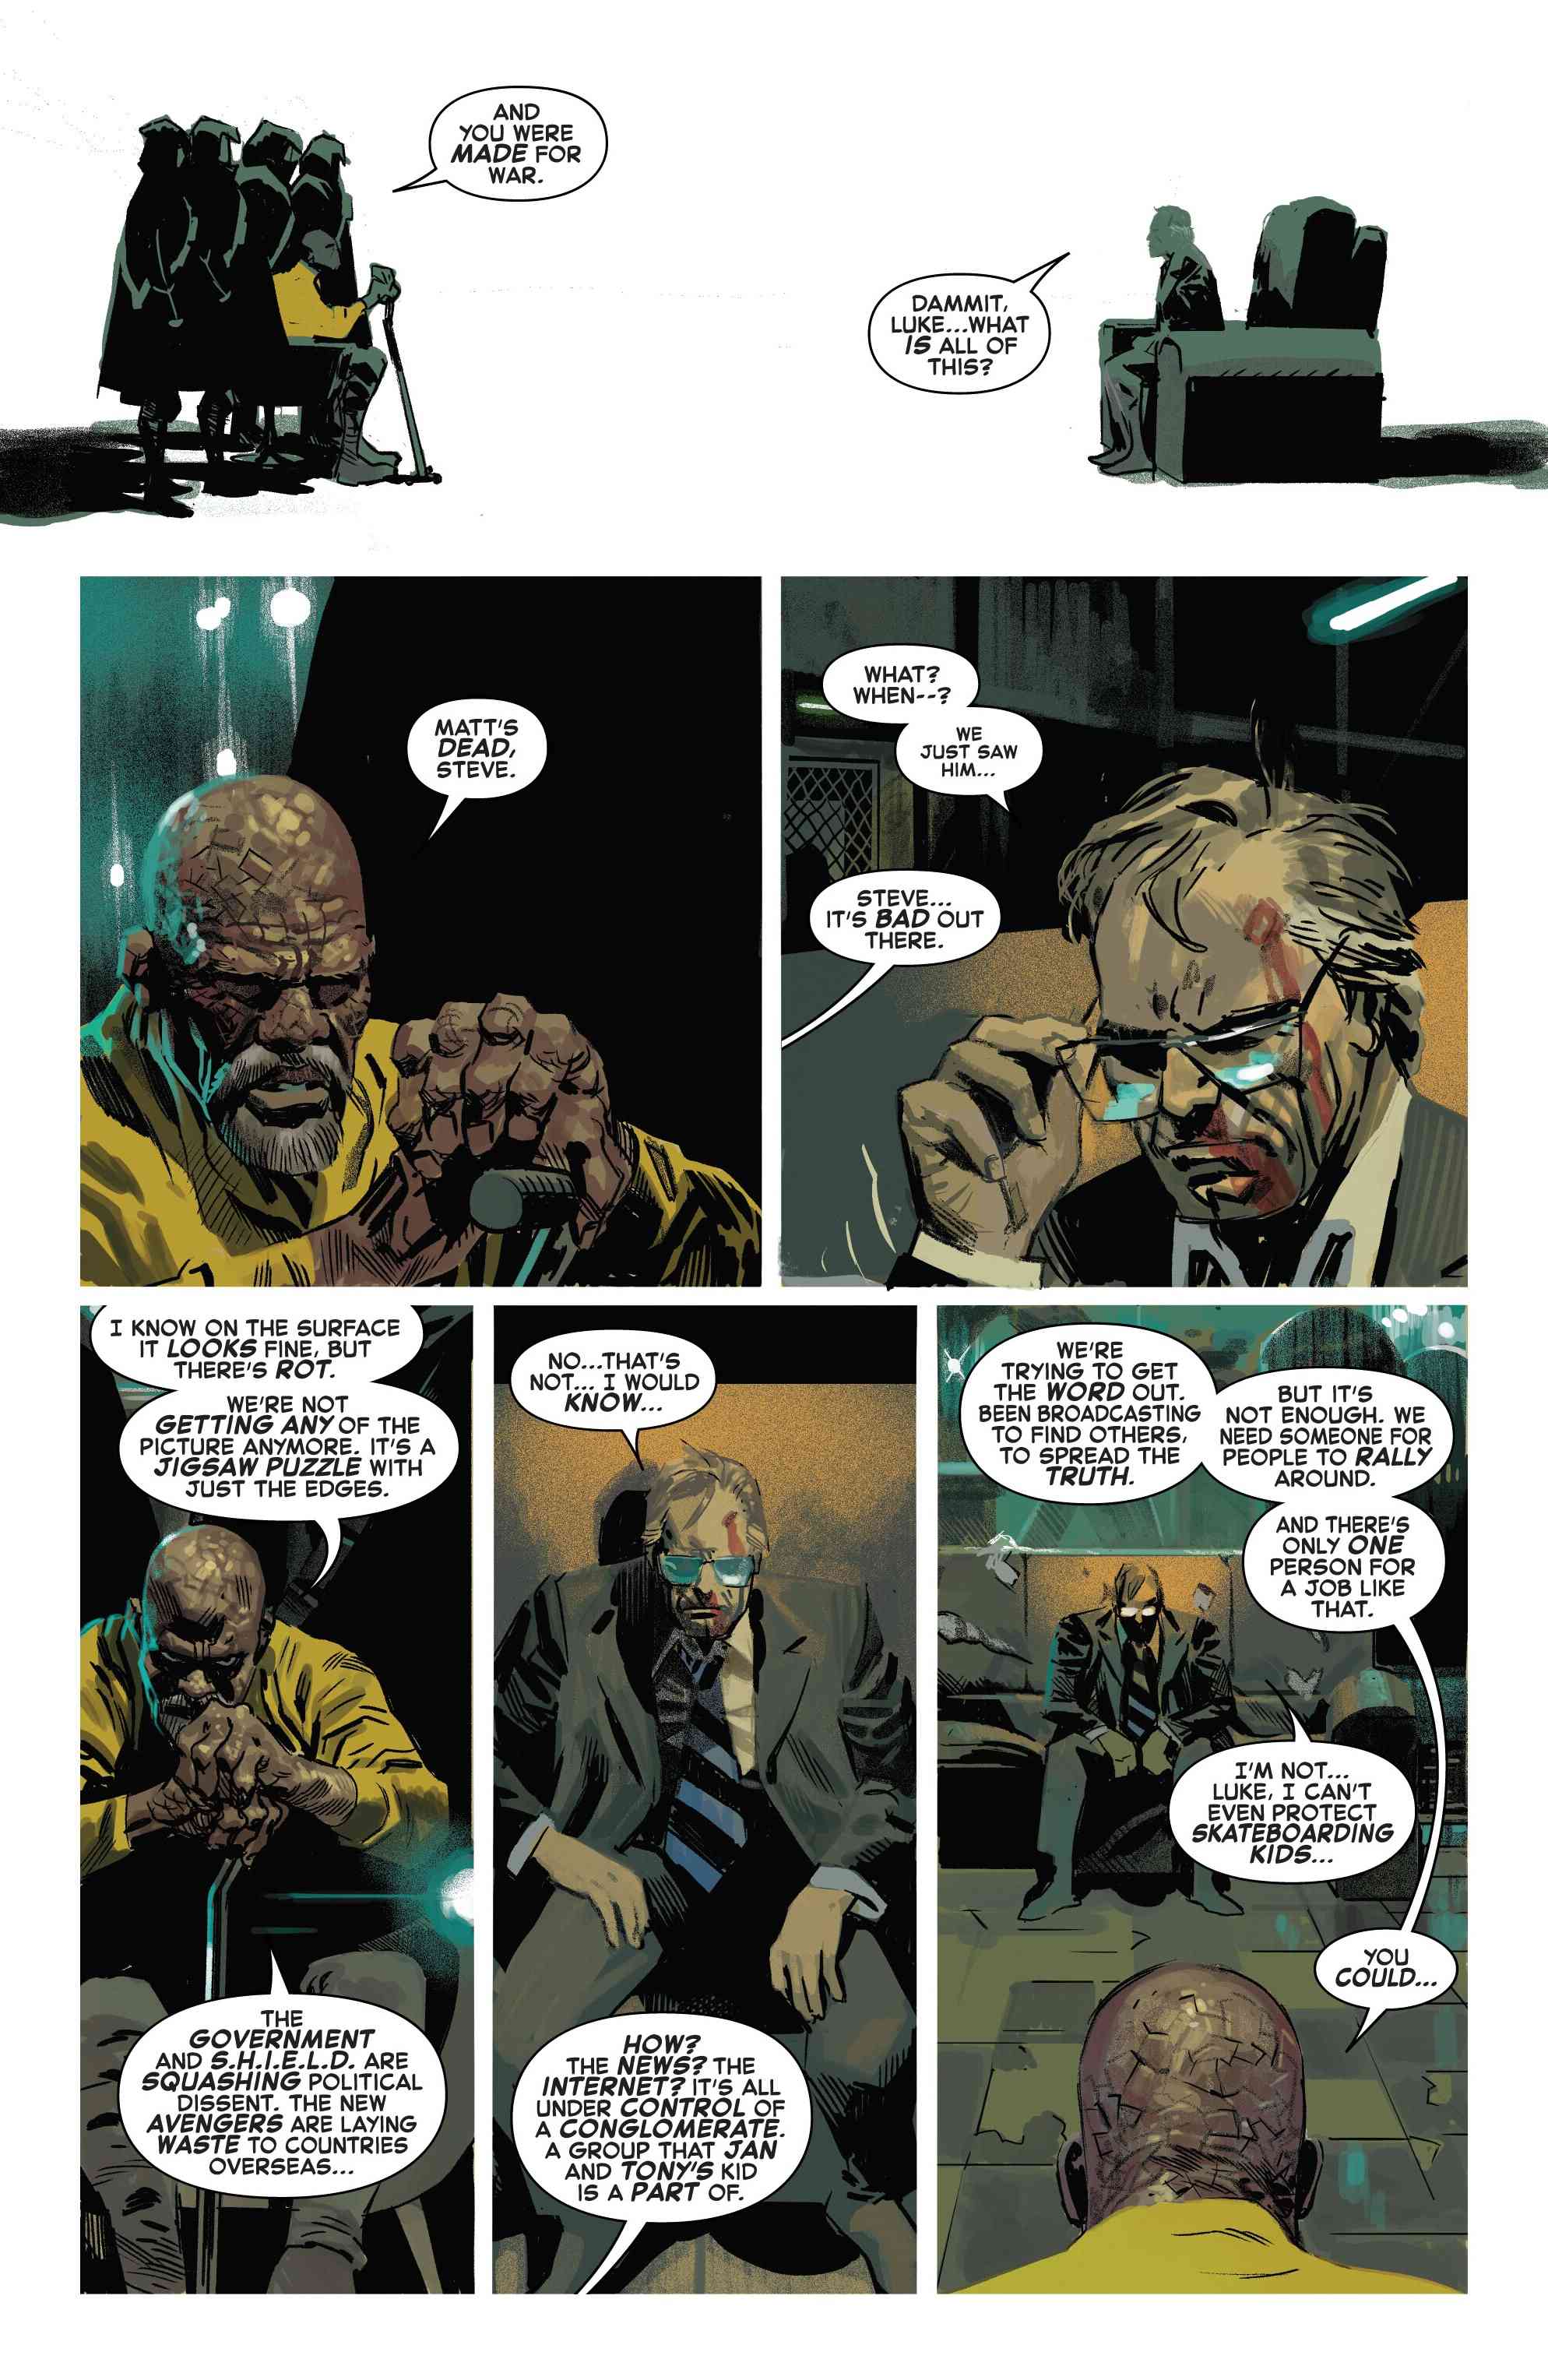 AND
YOU WERE
MADE FOR
WAR.
DAMMIT,
LUKE...WHAT
IS ALL OF
THIS?
MATT'S
DEAD,
STEVE.
WHAT?
WHEN--?
WE
JUST SAW
HIM...
STEVE...
IT'S BAD OUT
THERE.
I KNOW ON THE SURFACE
IT LOOKS FINE, BUT
THERE'S ROT.
WE'RE NOT
GETTING ANY OF THE
PICTURE ANYMORE. IT'S A
JIGSAW PUZZLE WITH
JUST THE EDGES.
THE
GOVERNMENT
AND S.H.I.E.L.D. ARE
SQUASHING POLITICAL
DISSENT. THE NEW
AVENGERS ARE LAYING
WASTE TO COUNTRIES
OVERSEAS...
NO...THAT'S
NOT... I WOULD
KNOW...
HOW?
THE NEWS? THE
INTERNET? IT'S ALL
UNDER CONTROL OF
A CONGLOMERATE.
A GROUP THAT JAN
AND TONY'S KID
IS A PART OF.
WE'RE
TRYING TO GET
THE WORD OUT.
BEEN BROADCASTING
TO FIND OTHERS,
TO SPREAD THE
TRUTH.
BUT IT'S
NOT ENOUGH. WE
NEED SOMEONE FOR
PEOPLE TO RALLY
AROUND.
AND THERE'S
ONLY ONE
PERSON FOR
A JOB LIKE
THAT.
I'M NOT...
LUKE, I CAN'T
EVEN PROTECT
SKATEBOARDING
KIDS...
YOU
COULD...